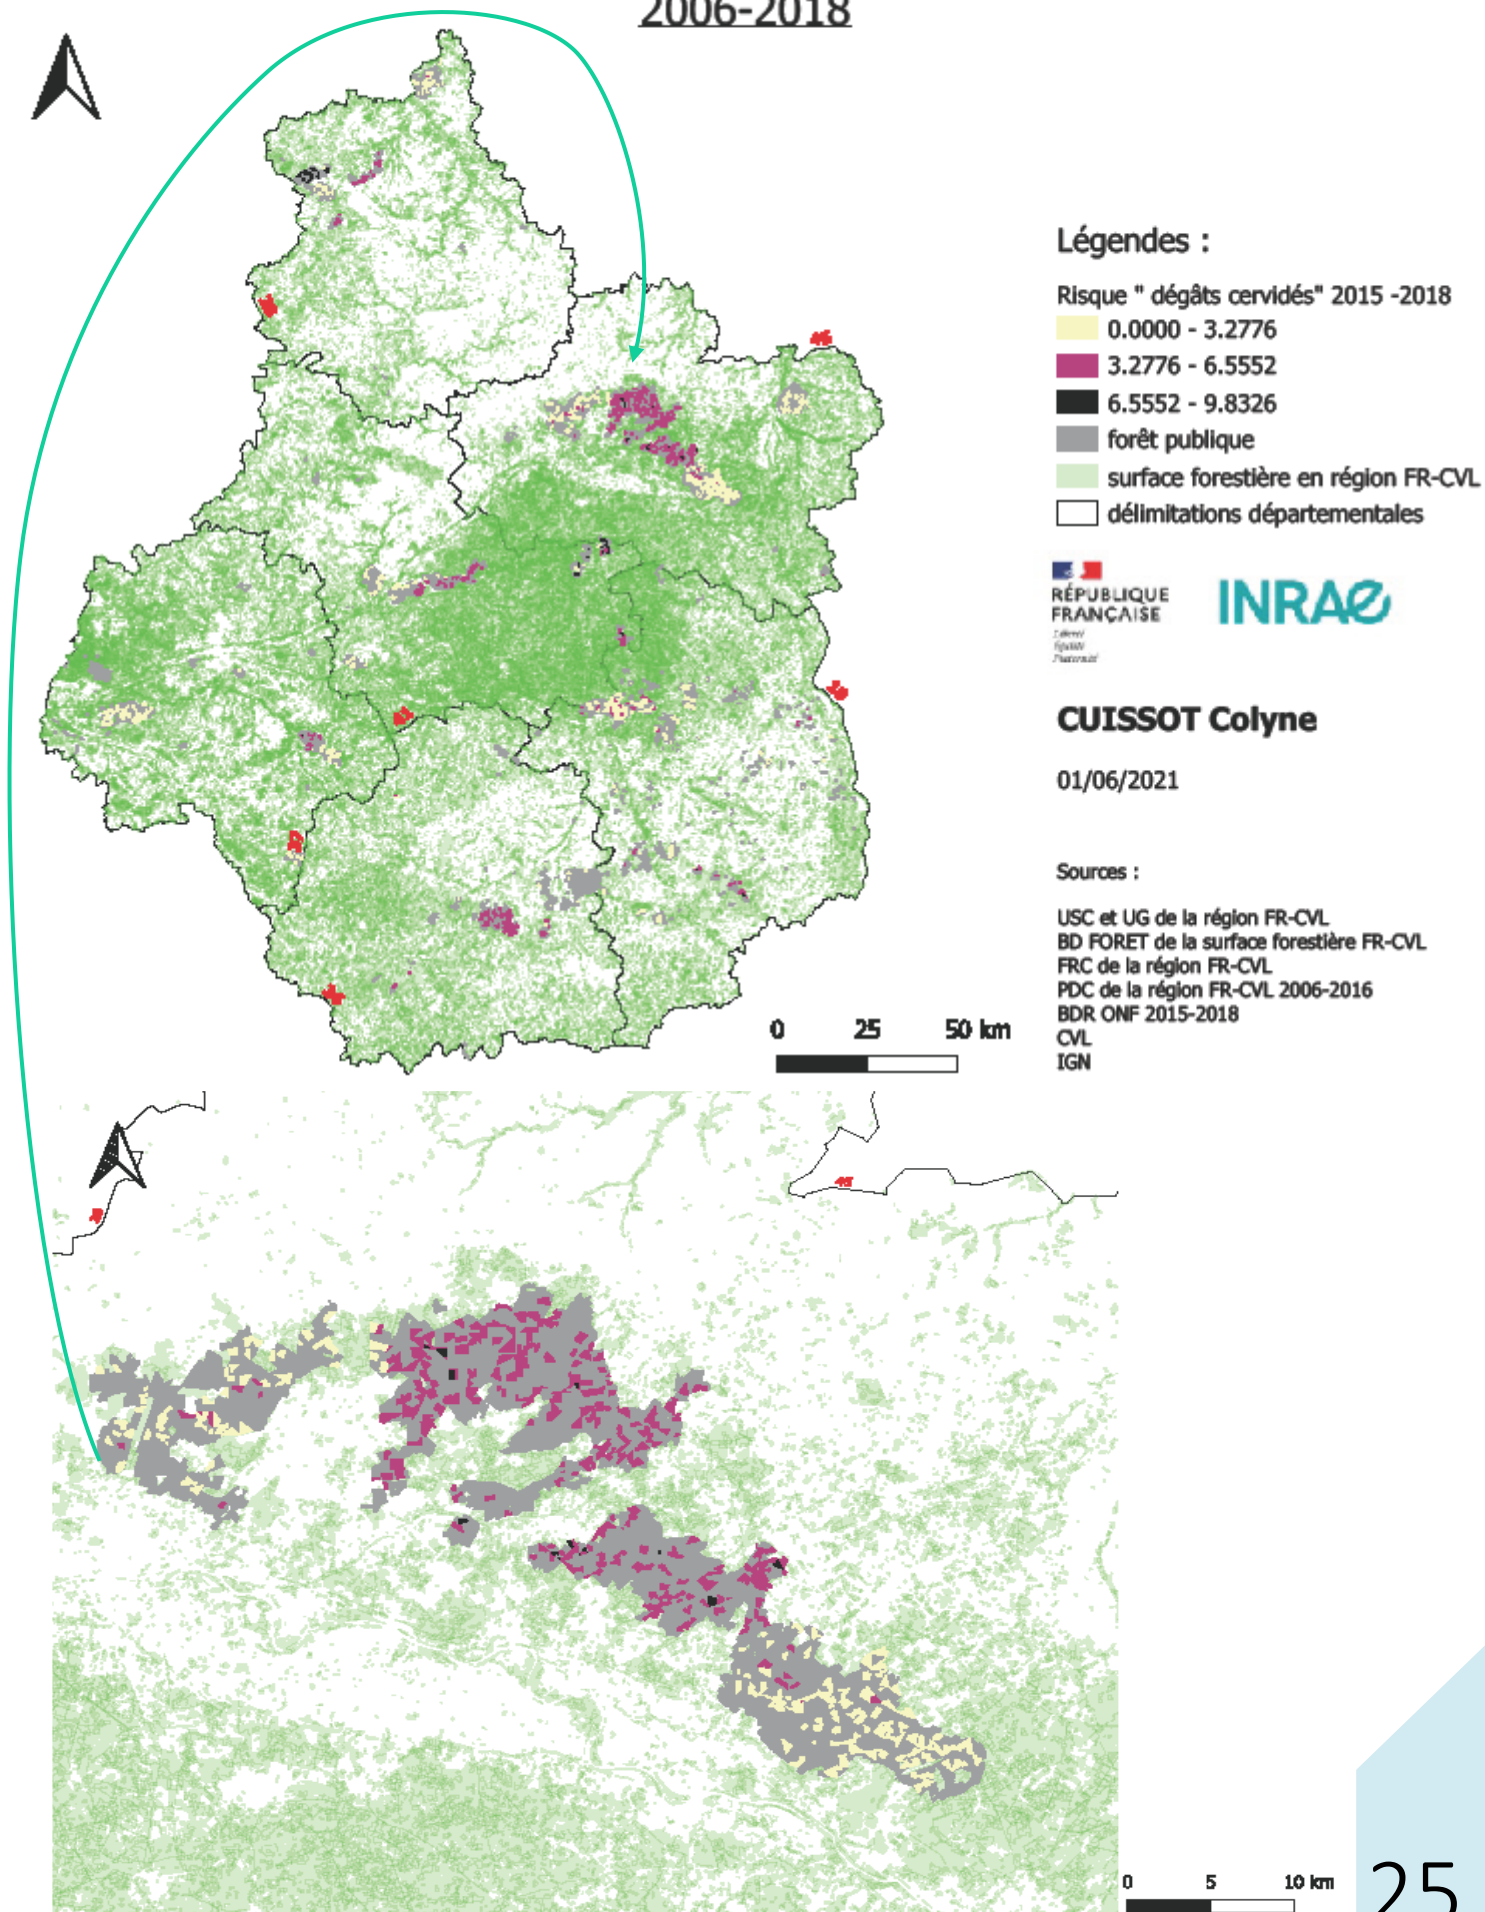 2006-2018
Légendes :
Risque " dégâts cervidés" 2015 -2018
0.0000 - 3.2776
3.2776 - 6.5552
6.5552 - 9.8326
forêt publique
surface forestière en région FR-CVL
délimitations départementales
RÉPUBLIQUE
FRANÇAISE
Liberté
Égalité
Fraternité
INRAE
CUISSOT Colyne
01/06/2021
Sources :
USC et UG de la région FR-CVL
BD FORET de la surface forestière FR-CVL
FRC de la région FR-CVL
PDC de la région FR-CVL 2006-2016
BDR ONF 2015-2018
CVL
IGN
0 25 50 km
0 5 10 km
25